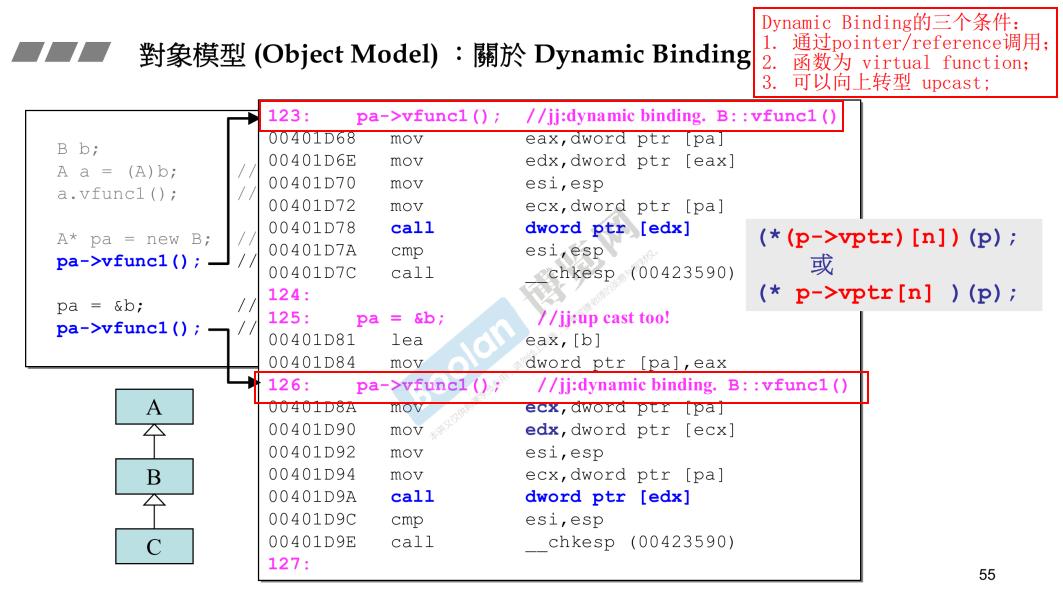 對象模型 (Object Model) ：關於 Dynamic Binding
Dynamic Binding的三个条件：
1. 通过pointer/reference调用；
2. 函数为 virtual function；
3. 可以向上转型 upcast；
B b;
A a = (A)b; //
a.vfunc1(); //
A* pa = new B; //
pa->vfunc1(); //
pa = &b; //
pa->vfunc1(); //
123: pa->vfunc1(); //jj:dynamic binding. B::vfunc1()
00401D68 mov eax,dword ptr [pa]
00401D6E mov edx,dword ptr [eax]
00401D70 mov esi,esp
00401D72 mov ecx,dword ptr [pa]
00401D78 call dword ptr [edx]
00401D7A cmp esi,esp
00401D7C call __chkesp (00423590)
124:
125: pa = &b; //jj:up cast too!
00401D81 lea eax,[b]
00401D84 mov dword ptr [pa],eax
126: pa->vfunc1(); //jj:dynamic binding. B::vfunc1()
00401D8A mov ecx,dword ptr [pa]
00401D90 mov edx,dword ptr [ecx]
00401D92 mov esi,esp
00401D94 mov ecx,dword ptr [pa]
00401D9A call dword ptr [edx]
00401D9C cmp esi,esp
00401D9E call __chkesp (00423590)
127:
(*(p->vptr)[n])(p);
或
(* p->vptr[n] )(p);
A
B
C
Boolan
博览网
55